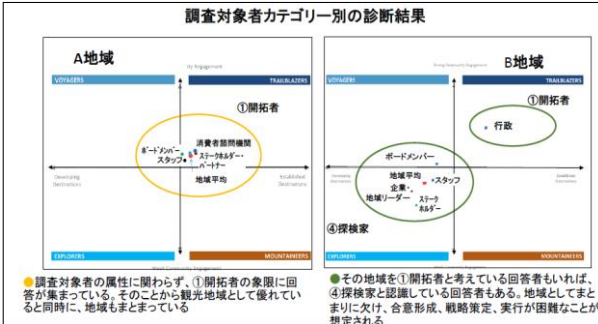 調査対象者カテゴリー別の診断結果
A地域
VOYAGERS
TRAILBLAZERS
①開拓者
消費者諮問機関
ボードメンバー
ステークホルダー・
スタッフ
パートナー
地域平均
Developing
Destinations
Established
Destinations
EXPLORERS
MOUNTAINEERS
Weak Community Engagement
●調査対象者の属性に関わらず、①開拓者の象限に回
答が集まっている。そのことから観光地域として優れてい
ると同時に、地域もまとまっている
B地域
VOYAGERS
TRAILBLAZERS
①開拓者
行政
ボードメンバー
地域平均
スタッフ
企業
地域リーダー
ステーク
ホルダー
④探検家
EXPLORERS
MOUNTAINEERS
●その地域を①開拓者と考えている回答者もいれば、
④探検家と認識している回答者もある。地域としてまと
まりに欠け、合意形成、戦略策定、実行が困難なことが
想定される